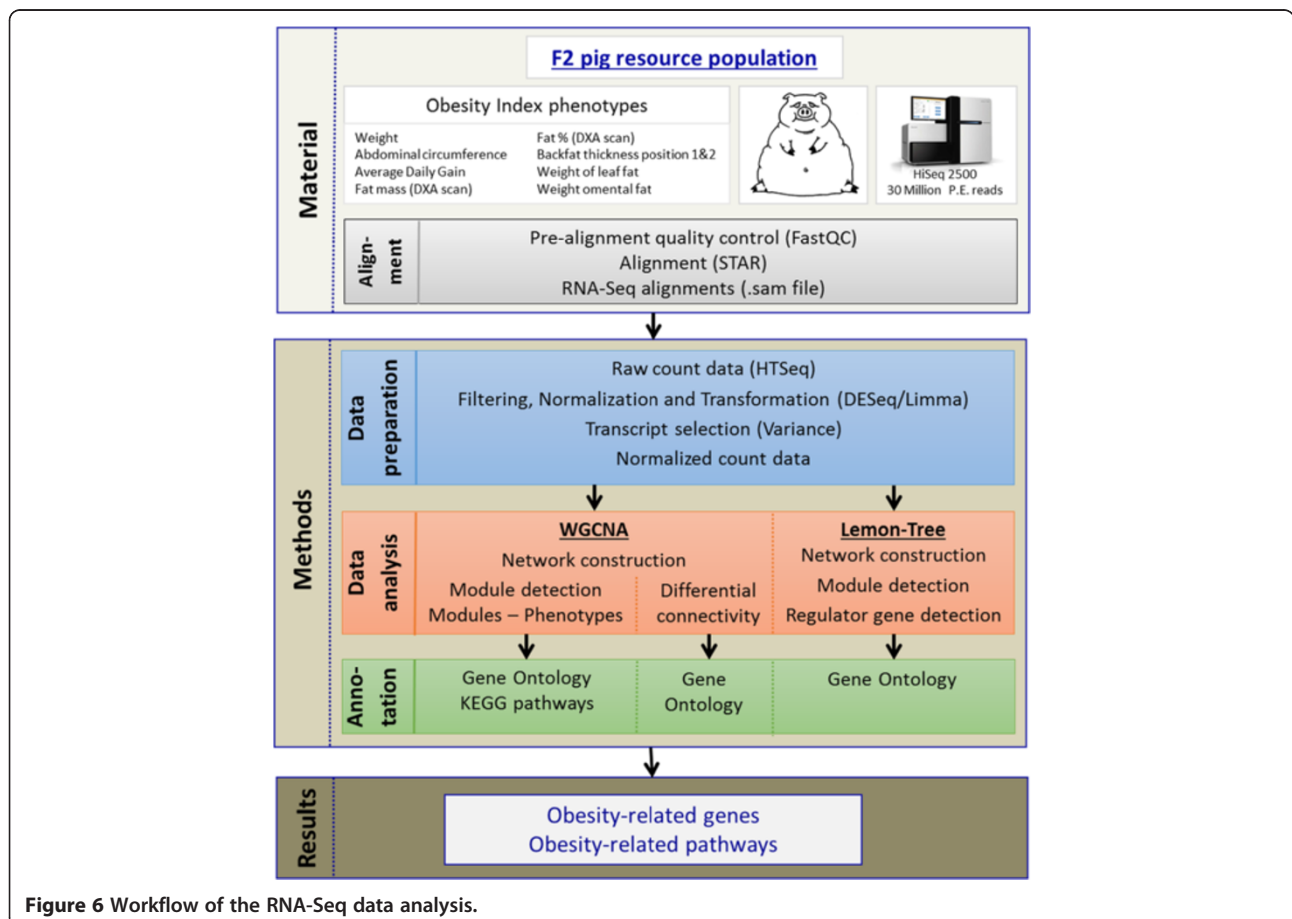 Material
F2 pig resource population
Obesity Index phenotypes
Weight
Abdominal circumference
Average Daily Gain
Fat mass (DXA scan)
Fat % (DXA scan)
Backfat thickness position 1&2
Weight of leaf fat
Weight omental fat
HiSeq 2500
30 Million P.E. reads
Align-
ment
Pre-alignment quality control (FastQC)
Alignment (STAR)
RNA-Seq alignments (.sam file)
Methods
Data
preparation
Raw count data (HTSeq)
Filtering, Normalization and Transformation (DESeq/Limma)
Transcript selection (Variance)
Normalized count data
Data
analysis
WGCNA
Network construction
Module detection
Modules – Phenotypes
Differential
connectivity
Lemon-Tree
Network construction
Module detection
Regulator gene detection
Anno-
tation
Gene Ontology
KEGG pathways
Gene
Ontology
Gene Ontology
Results
Obesity-related genes
Obesity-related pathways
Figure 6 Workflow of the RNA-Seq data analysis.